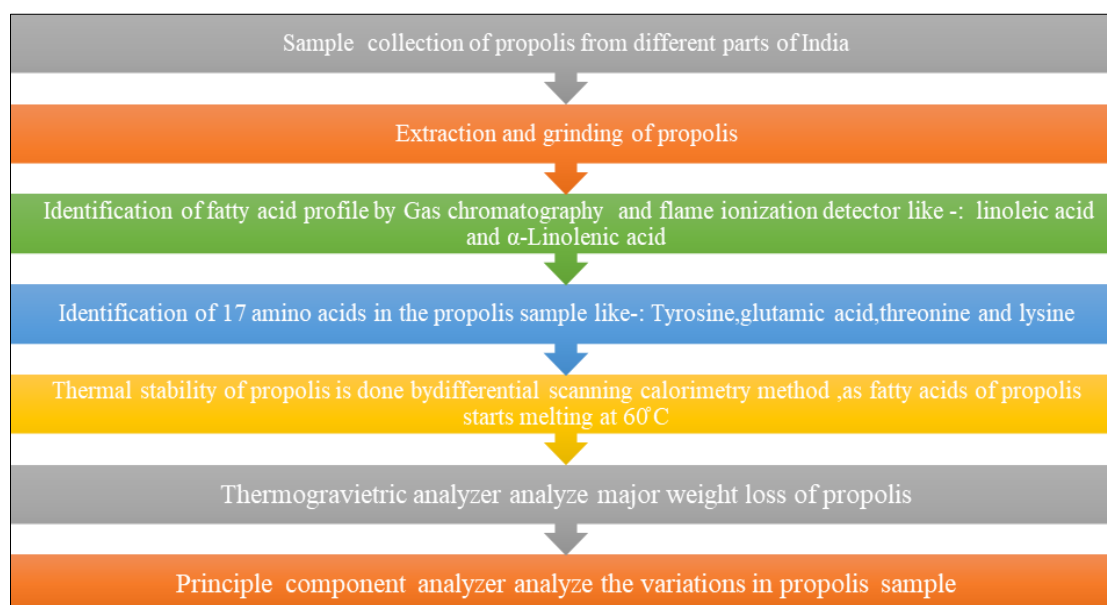 Sample collection of propolis from different parts of India
Extraction and grinding of propolis
Identification of fatty acid profile by Gas chromatography and flame ionization detector like -: linoleic acid
and α-Linolenic acid
Identification of 17 amino acids in the propolis sample like-: Tyrosine,glutamic acid,threonine and lysine
Thermal stability of propolis is done bydifferential scanning calorimetry method ,as fatty acids of propolis
starts melting at 60°C
Thermogravietric analyzer analyze major weight loss of propolis
Principle component analyzer analyze the variations in propolis sample